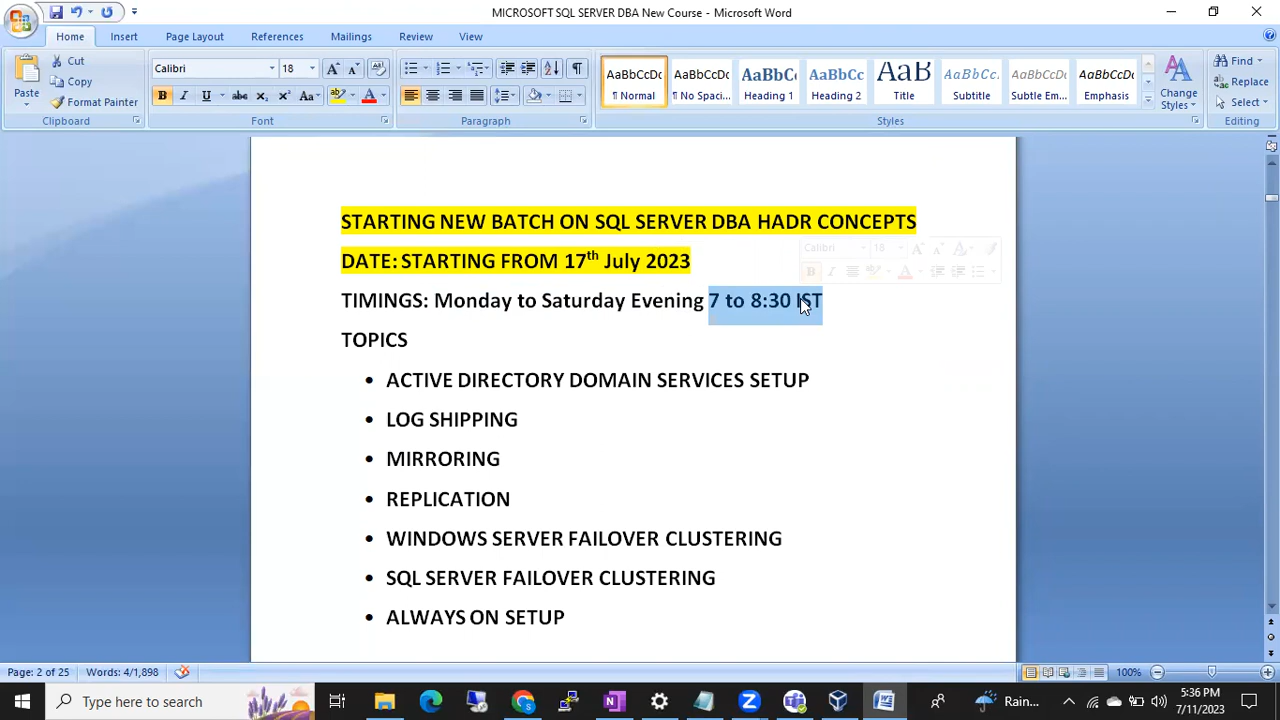 MICROSOFT SQL SERVER DBA New Course - Microsoft Word
Home Insert Page Layout References Mailings Review View
Paste Cut Copy Format Painter
Clipboard
Calibri 18
Font
Paragraph
AaBbCcDc AaBbCcDc AaBbCc AaBbCc AaB AaBbCc. AaBbCcDc AaBbCcDc
¶ Normal ¶ No Spaci... Heading 1 Heading 2 Title Subtitle Subtle Em... Emphasis
Change Styles
Styles
Find
Replace
Select
Editing
STARTING NEW BATCH ON SQL SERVER DBA HADR CONCEPTS
DATE: STARTING FROM 17th July 2023
Calibri 18
TIMINGS: Monday to Saturday Evening 7 to 8:30 IST
TOPICS
• ACTIVE DIRECTORY DOMAIN SERVICES SETUP
• LOG SHIPPING
• MIRRORING
• REPLICATION
• WINDOWS SERVER FAILOVER CLUSTERING
• SQL SERVER FAILOVER CLUSTERING
• ALWAYS ON SETUP
Page: 2 of 25 Words: 4/1,898 100%
Type here to search Rain... 5:36 PM
7/11/2023